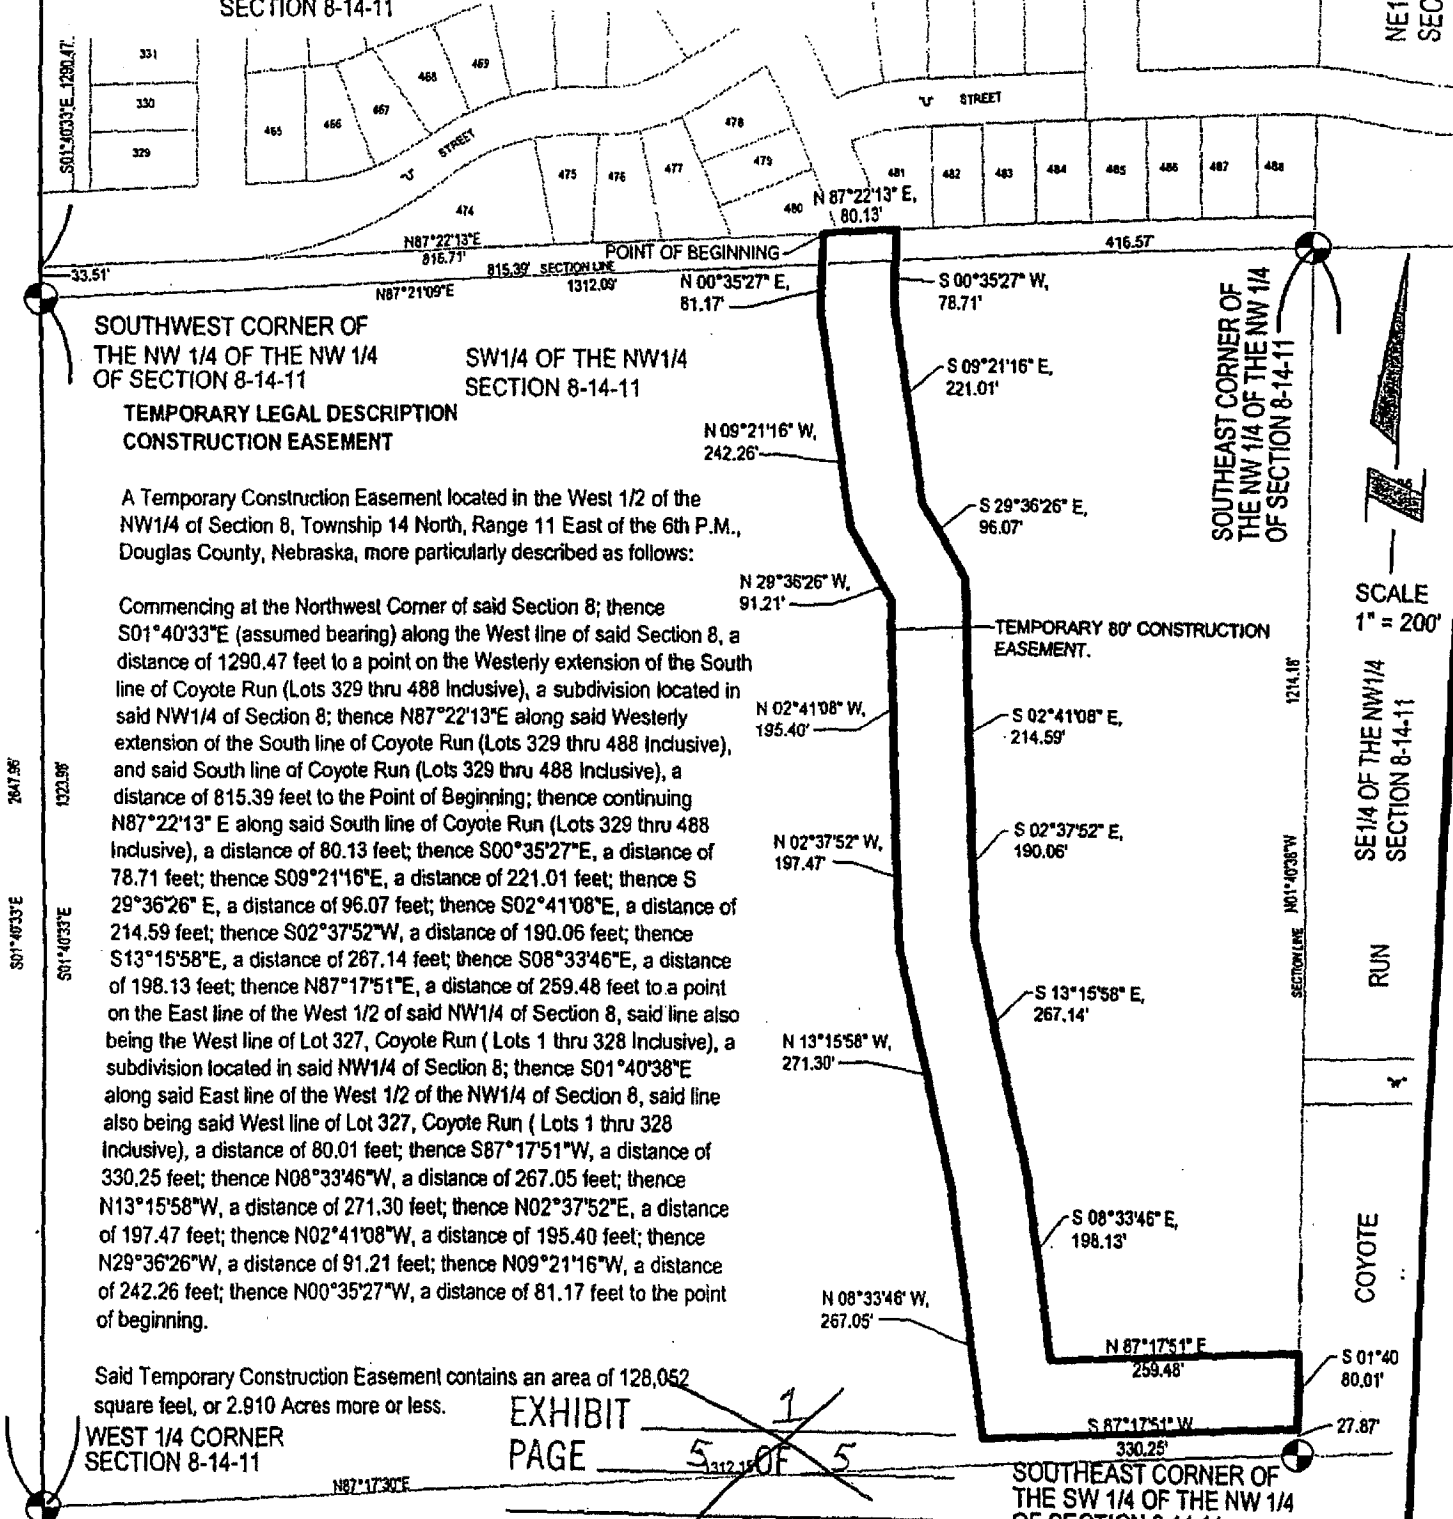 SECTION 8-14-11
NE1
SEC
S01°40'33"E 1290.47'
331
330
329
465
466
467
468
469
"U" STREET
"U" STREET
474
475
476
477
478
479
480
481
482
483
484
485
486
487
488
N 87°22'13" E,
80.13'
N87°22'13"E
815.71'
POINT OF BEGINNING
416.57'
33.51'
815.39' SECTION LINE
N87°21'09"E
1312.09'
N 00°35'27" E,
81.17'
S 00°35'27" W,
78.71'
SOUTHWEST CORNER OF
THE NW 1/4 OF THE NW 1/4
OF SECTION 8-14-11
SW1/4 OF THE NW1/4
SECTION 8-14-11
SOUTHEAST CORNER OF
THE NW 1/4 OF THE NW 1/4
OF SECTION 8-14-11
S 09°21'16" E,
221.01'
TEMPORARY LEGAL DESCRIPTION
CONSTRUCTION EASEMENT
N 09°21'16" W,
242.26'
A Temporary Construction Easement located in the West 1/2 of the
NW1/4 of Section 8, Township 14 North, Range 11 East of the 6th P.M.,
Douglas County, Nebraska, more particularly described as follows:
S 29°36'26" E,
96.07'
N 29°36'26" W,
91.21'
SCALE
1" = 200'
TEMPORARY 80' CONSTRUCTION
EASEMENT.
Commencing at the Northwest Corner of said Section 8; thence
S01°40'33"E (assumed bearing) along the West line of said Section 8, a
distance of 1290.47 feet to a point on the Westerly extension of the South
line of Coyote Run (Lots 329 thru 488 Inclusive), a subdivision located in
said NW1/4 of Section 8; thence N87°22'13"E along said Westerly
extension of the South line of Coyote Run (Lots 329 thru 488 Inclusive),
and said South line of Coyote Run (Lots 329 thru 488 Inclusive), a
distance of 815.39 feet to the Point of Beginning; thence continuing
N87°22'13" E along said South line of Coyote Run (Lots 329 thru 488
Inclusive), a distance of 80.13 feet; thence S00°35'27"E, a distance of
78.71 feet; thence S09°21'16"E, a distance of 221.01 feet; thence S
29°36'26" E, a distance of 96.07 feet; thence S02°41'08"E, a distance of
214.59 feet; thence S02°37'52"W, a distance of 190.06 feet; thence
S13°15'58"E, a distance of 267.14 feet; thence S08°33'46"E, a distance
of 198.13 feet; thence N87°17'51"E, a distance of 259.48 feet to a point
on the East line of the West 1/2 of said NW1/4 of Section 8, said line also
being the West line of Lot 327, Coyote Run ( Lots 1 thru 328 Inclusive), a
subdivision located in said NW1/4 of Section 8; thence S01°40'38"E
along said East line of the West 1/2 of the NW1/4 of Section 8, said line
also being said West line of Lot 327, Coyote Run ( Lots 1 thru 328
Inclusive), a distance of 80.01 feet; thence S87°17'51"W, a distance of
330.25 feet; thence N08°33'46"W, a distance of 267.05 feet; thence
N13°15'58"W, a distance of 271.30 feet; thence N02°37'52"E, a distance
of 197.47 feet; thence N02°41'08"W, a distance of 195.40 feet; thence
N29°36'26"W, a distance of 91.21 feet; thence N09°21'16"W, a distance
of 242.26 feet; thence N00°35'27"W, a distance of 81.17 feet to the point
of beginning.
N 02°41'08" W,
195.40'
S 02°41'08" E,
214.59'
1214.18'
SE1/4 OF THE NW1/4
SECTION 8-14-11
2647.96'
1323.98'
N 02°37'52" W,
197.47'
S 02°37'52" E,
190.06'
S01°40'33"E
S01°40'33"E
SECTION LINE N01°40'38"W
COYOTE RUN
S 13°15'58" E,
267.14'
N 13°15'58" W,
271.30'
S 08°33'46" E,
198.13'
N 08°33'46" W,
267.05'
N 87°17'51" E
259.48'
S 01°40
80.01'
Said Temporary Construction Easement contains an area of 128,052
square feet, or 2.910 Acres more or less.
S 87°17'51" W
330.25'
27.87'
WEST 1/4 CORNER
SECTION 8-14-11
EXHIBIT 1
PAGE 5 OF 5
1312.15'
N87°17'30"E
SOUTHEAST CORNER OF
THE SW 1/4 OF THE NW 1/4
OF SECTION 8-14-11